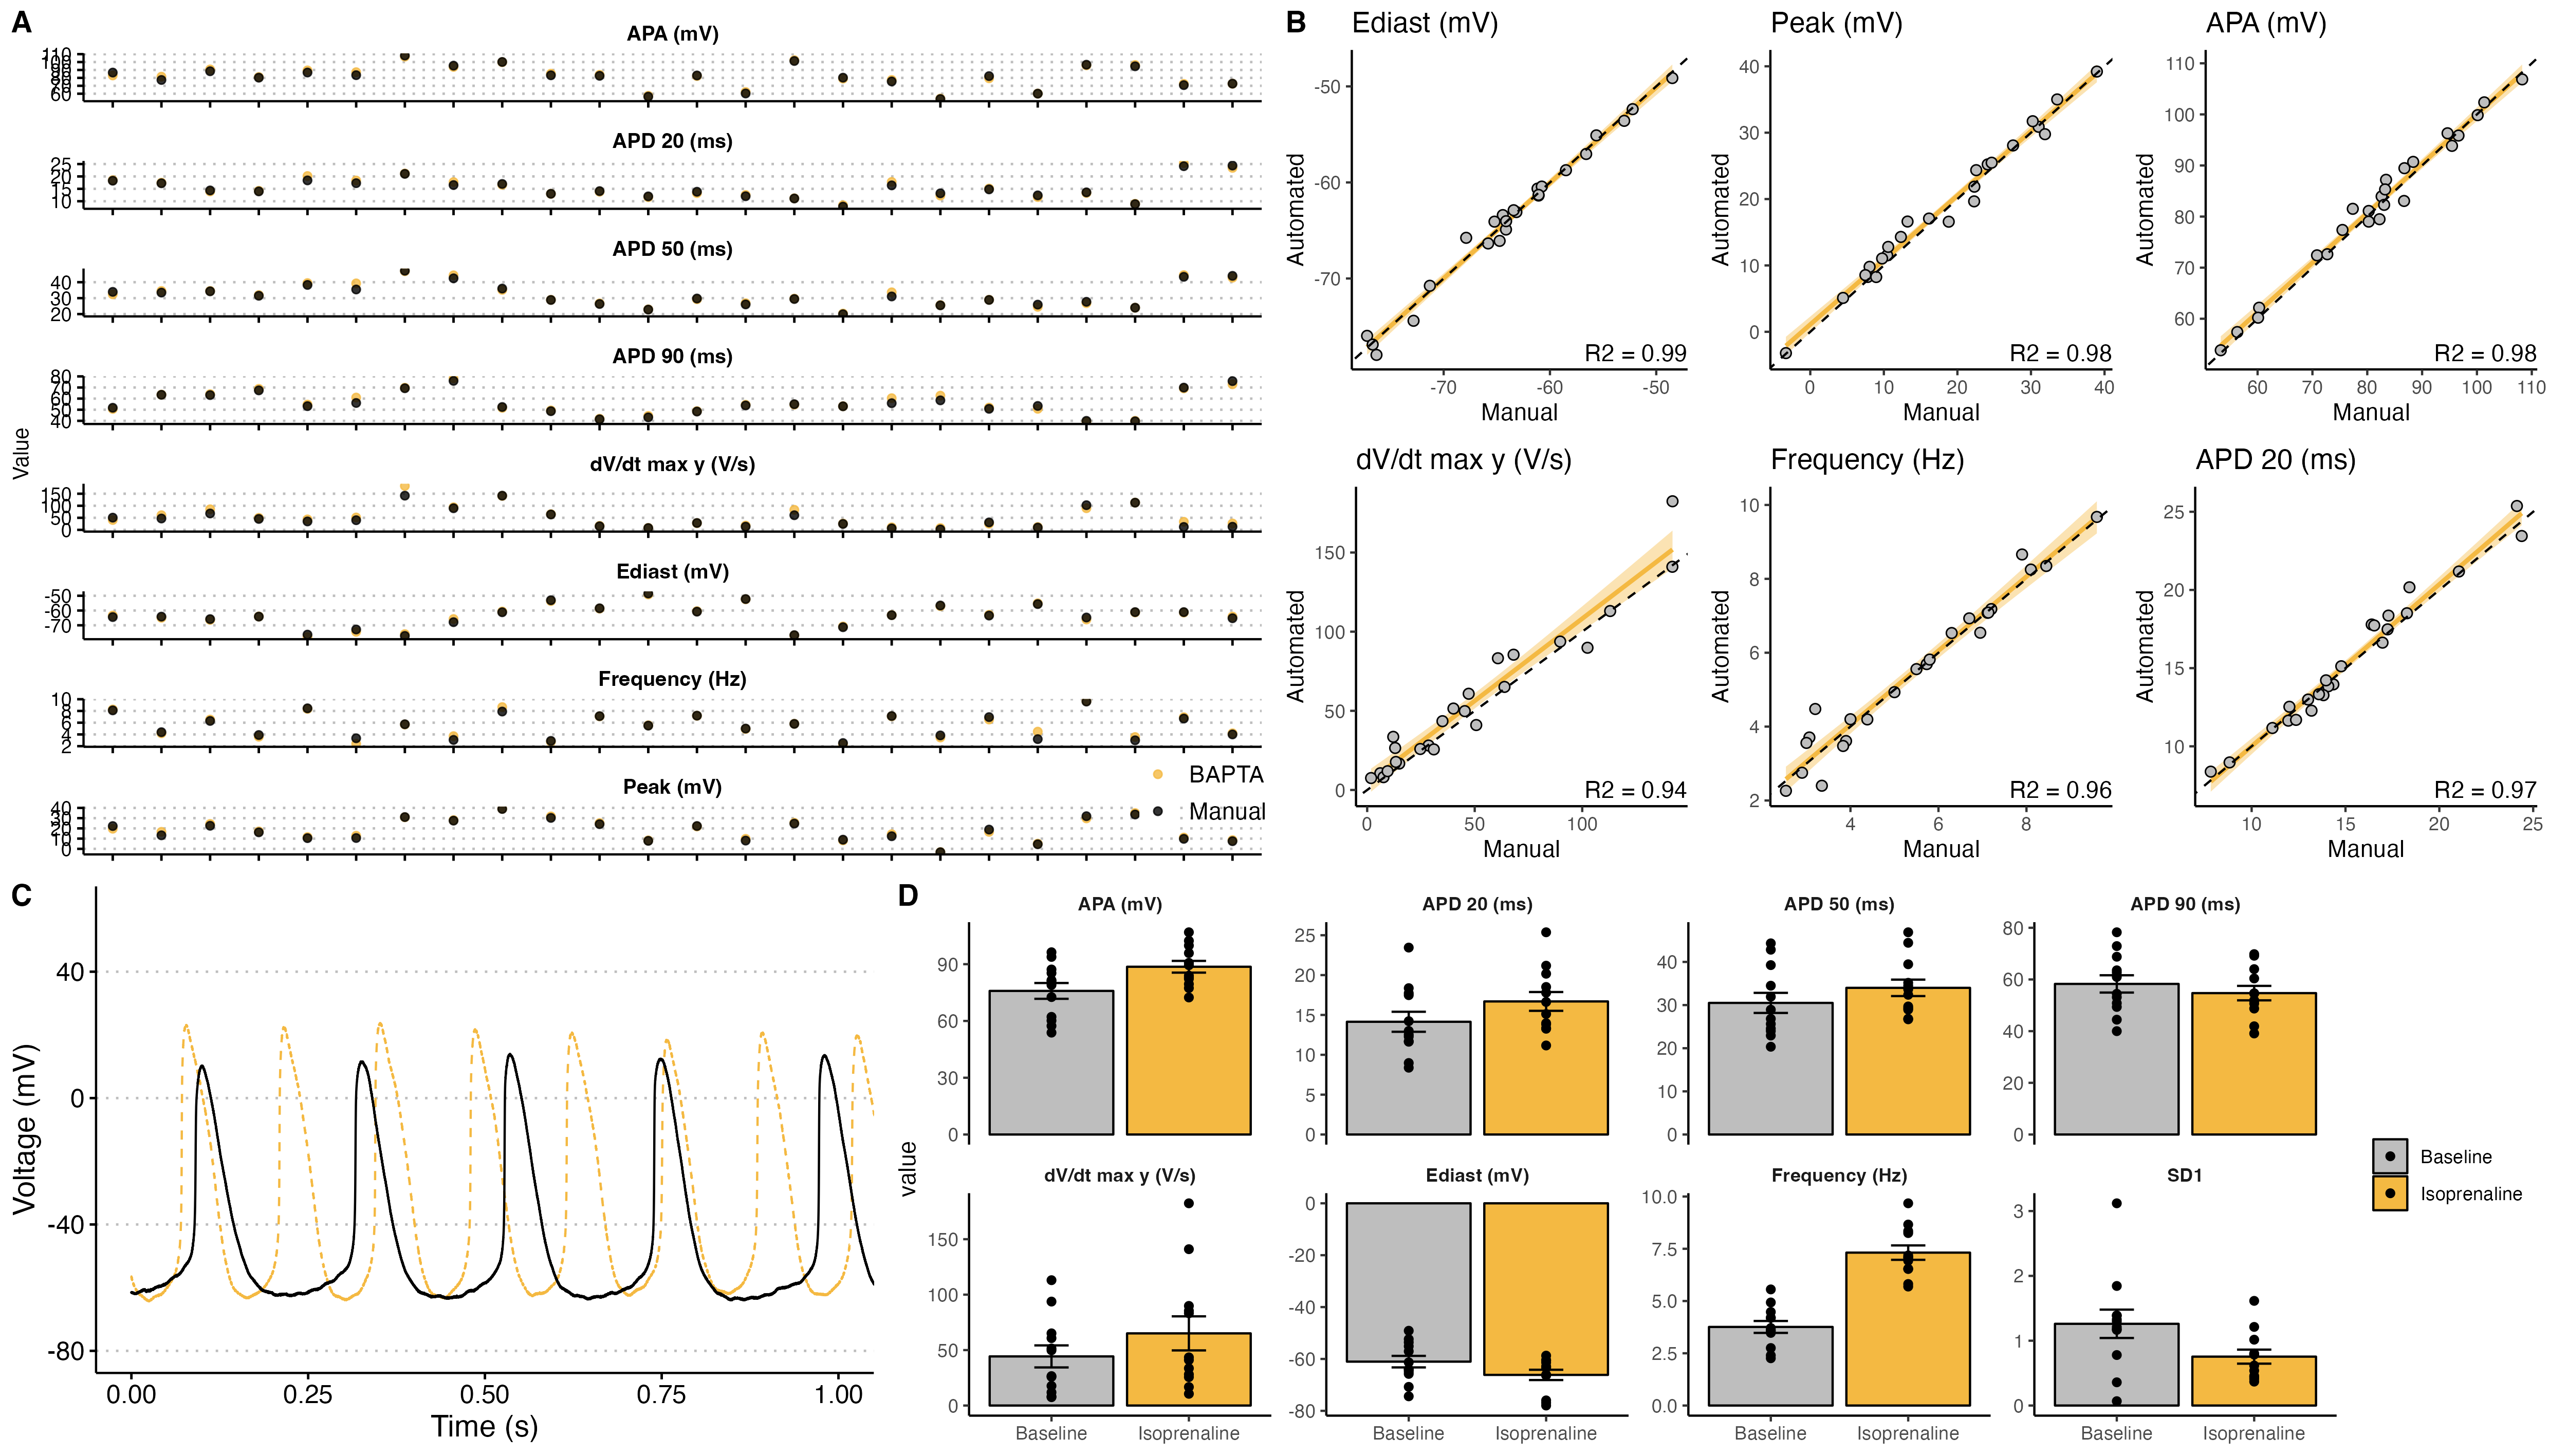 A
APA (mV)
110
100
90
80
70
60
APD 20 (ms)
25
20
15
10
APD 50 (ms)
40
30
20
APD 90 (ms)
80
70
60
50
40
Value
dV/dt max y (V/s)
150
100
50
0
Ediast (mV)
-50
-60
-70
Frequency (Hz)
10
8
6
4
2
BAPTA
Manual
Peak (mV)
40
30
20
10
0
B
Ediast (mV)
Automated
-50
-60
-70
R2 = 0.99
-70 -60 -50
Manual
Peak (mV)
Automated
40
30
20
10
0
R2 = 0.98
0 10 20 30 40
Manual
APA (mV)
Automated
110
100
90
80
70
60
R2 = 0.98
60 70 80 90 100 110
Manual
dV/dt max y (V/s)
Automated
150
100
50
0
R2 = 0.94
0 50 100
Manual
Frequency (Hz)
Automated
10
8
6
4
2
R2 = 0.96
4 6 8
Manual
APD 20 (ms)
Automated
25
20
15
10
R2 = 0.97
10 15 20 25
Manual
C
Voltage (mV)
40
0
-40
-80
0.00 0.25 0.50 0.75 1.00
Time (s)
D
value
APA (mV)
90
60
30
0
APD 20 (ms)
25
20
15
10
5
0
APD 50 (ms)
40
30
20
10
0
APD 90 (ms)
80
60
40
20
0
dV/dt max y (V/s)
150
100
50
0
Baseline Isoprenaline
Ediast (mV)
0
-20
-40
-60
-80
Baseline Isoprenaline
Frequency (Hz)
10.0
7.5
5.0
2.5
0.0
Baseline Isoprenaline
SD1
3
2
1
0
Baseline Isoprenaline
Baseline
Isoprenaline